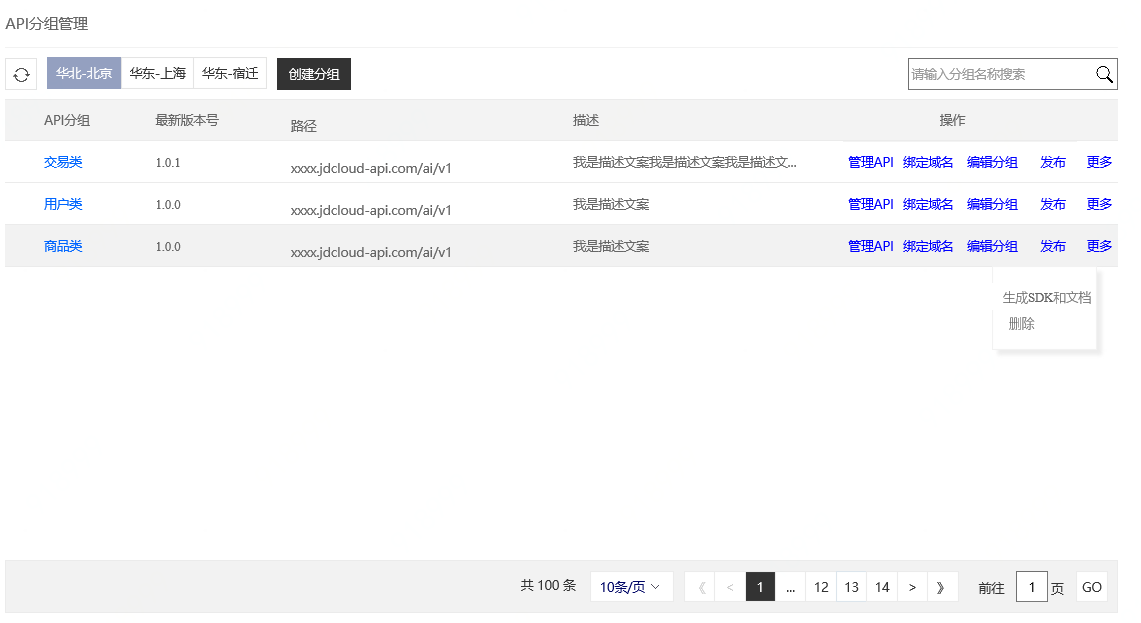 API分组管理
华北-北京 华东-上海 华东-宿迁 创建分组 请输入分组名称搜索
API分组 最新版本号 路径 描述 操作
交易类 1.0.1 xxxx.jdcloud-api.com/ai/v1 我是描述文案我是描述文案我是描述文... 管理API 绑定域名 编辑分组 发布 更多
用户类 1.0.0 xxxx.jdcloud-api.com/ai/v1 我是描述文案 管理API 绑定域名 编辑分组 发布 更多
商品类 1.0.0 xxxx.jdcloud-api.com/ai/v1 我是描述文案 管理API 绑定域名 编辑分组 发布 更多
生成SDK和文档
删除
共 100 条 10条/页 《 < 1 ... 12 13 14 > 》 前往 1 页 GO